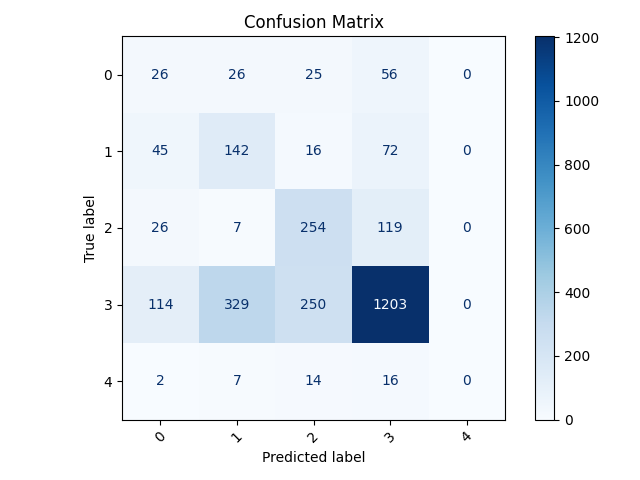 Confusion Matrix
True label
0 26 26 25 56 0
1 45 142 16 72 0
2 26 7 254 119 0
3 114 329 250 1203 0
4 2 7 14 16 0
0 1 2 3 4
Predicted label
1200
1000
800
600
400
200
0